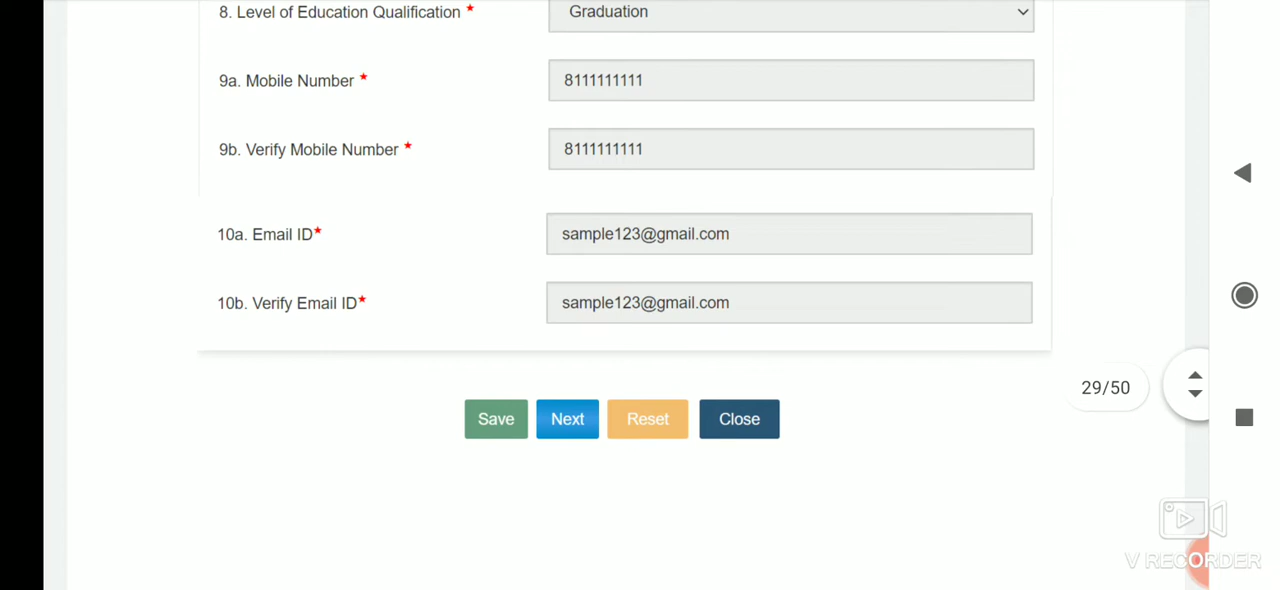 8. Level of Education Qualification *
Graduation
9a. Mobile Number *
8111111111
9b. Verify Mobile Number *
8111111111
10a. Email ID*
sample123@gmail.com
10b. Verify Email ID*
sample123@gmail.com
29/50
Save Next Reset Close
V RECORDER